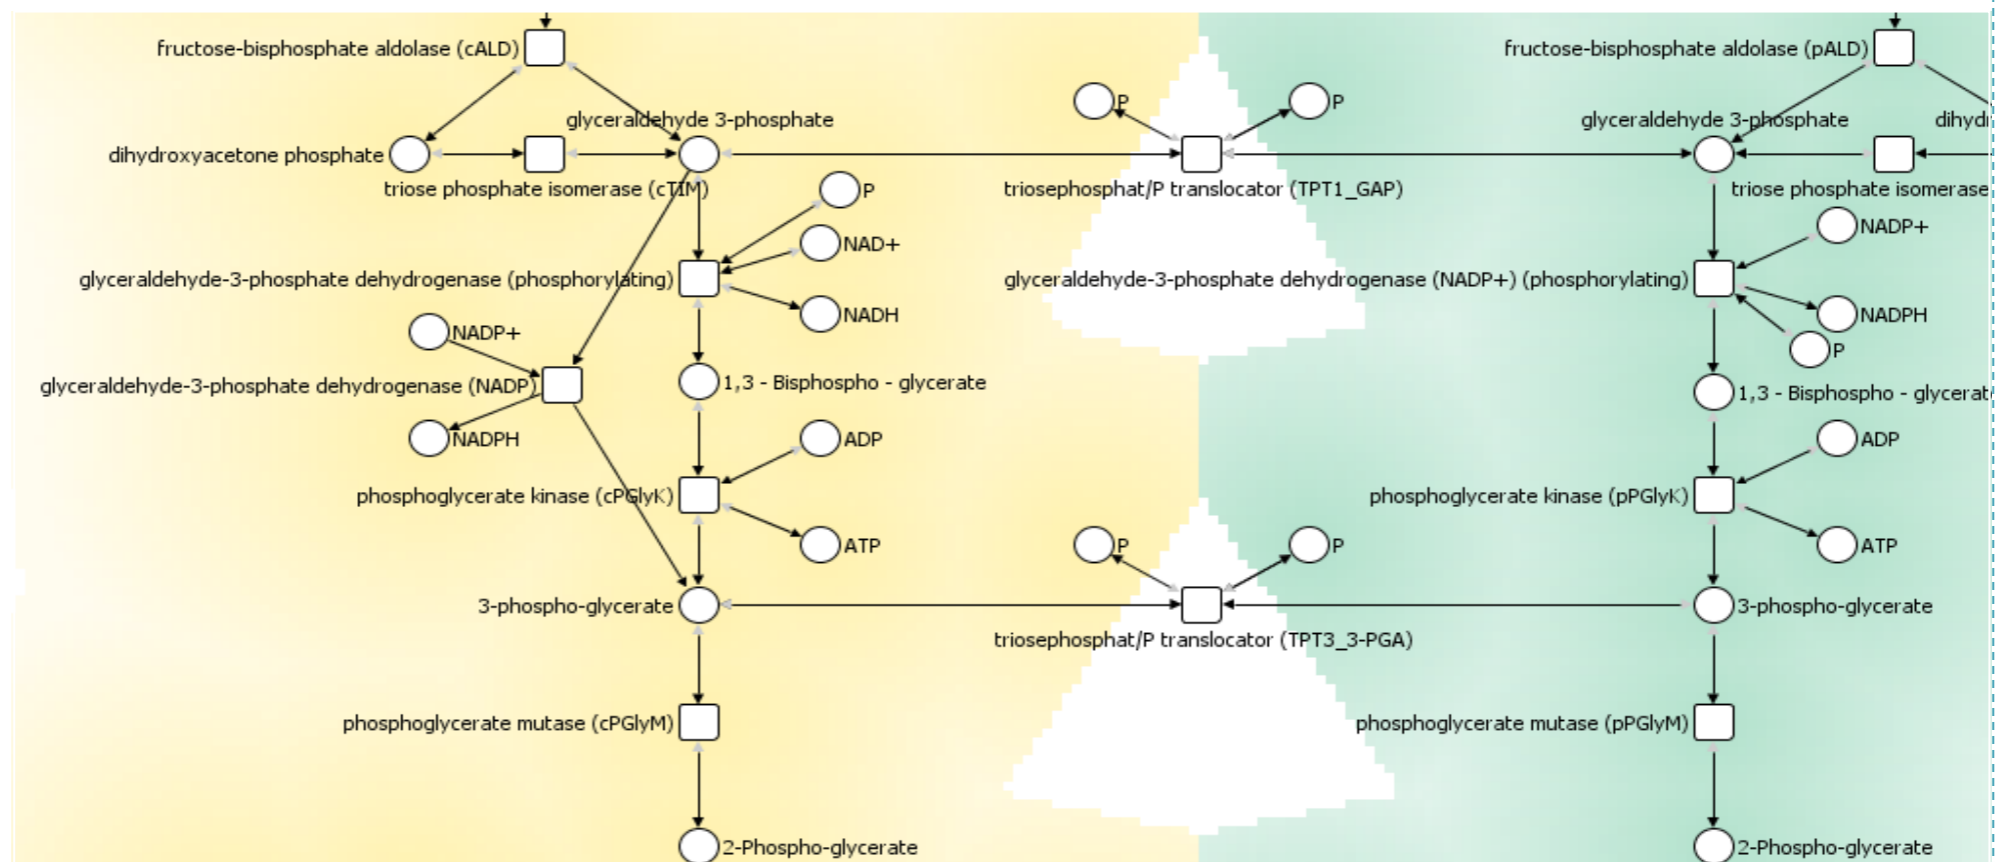 fructose-bisphosphate aldolase (cALD)
fructose-bisphosphate aldolase (pALD)
P
P
glyceraldehyde 3-phosphate
glyceraldehyde 3-phosphate
dihydr
dihydroxyacetone phosphate
triose phosphate isomerase (cTIM)
triosephosphat/P translocator (TPT1_GAP)
triose phosphate isomerase
P
NADP+
NAD+
glyceraldehyde-3-phosphate dehydrogenase (phosphorylating)
glyceraldehyde-3-phosphate dehydrogenase (NADP+) (phosphorylating)
NADH
NADPH
NADP+
P
glyceraldehyde-3-phosphate dehydrogenase (NADP)
1,3 - Bisphospho - glycerate
1,3 - Bisphospho - glycerat
NADPH
ADP
ADP
phosphoglycerate kinase (cPGlyK)
phosphoglycerate kinase (pPGlyK)
ATP
P
P
ATP
3-phospho-glycerate
3-phospho-glycerate
triosephosphat/P translocator (TPT3_3-PGA)
phosphoglycerate mutase (cPGlyM)
phosphoglycerate mutase (pPGlyM)
2-Phospho-glycerate
2-Phospho-glycerate